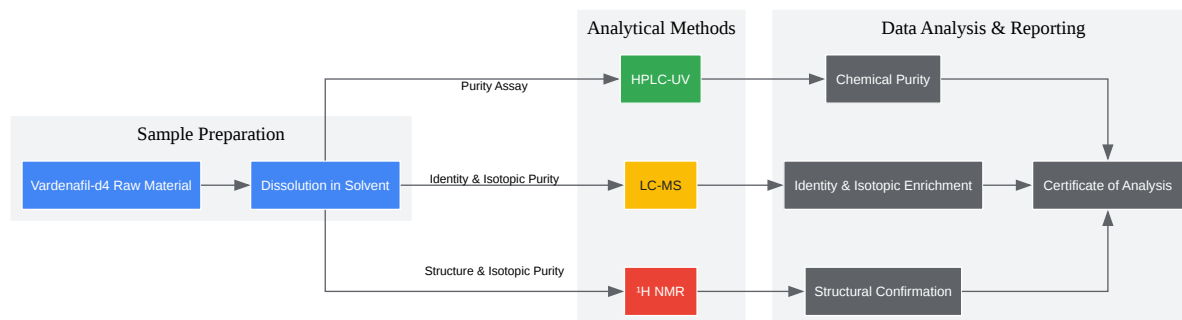 Analytical Methods
Data Analysis & Reporting
HPLC-UV
Chemical Purity
Purity Assay
Sample Preparation
Vardenafil-d4 Raw Material
Dissolution in Solvent
Identity & Isotopic Purity
LC-MS
Identity & Isotopic Enrichment
Certificate of Analysis
Structure & Isotopic Purity
¹H NMR
Structural Confirmation